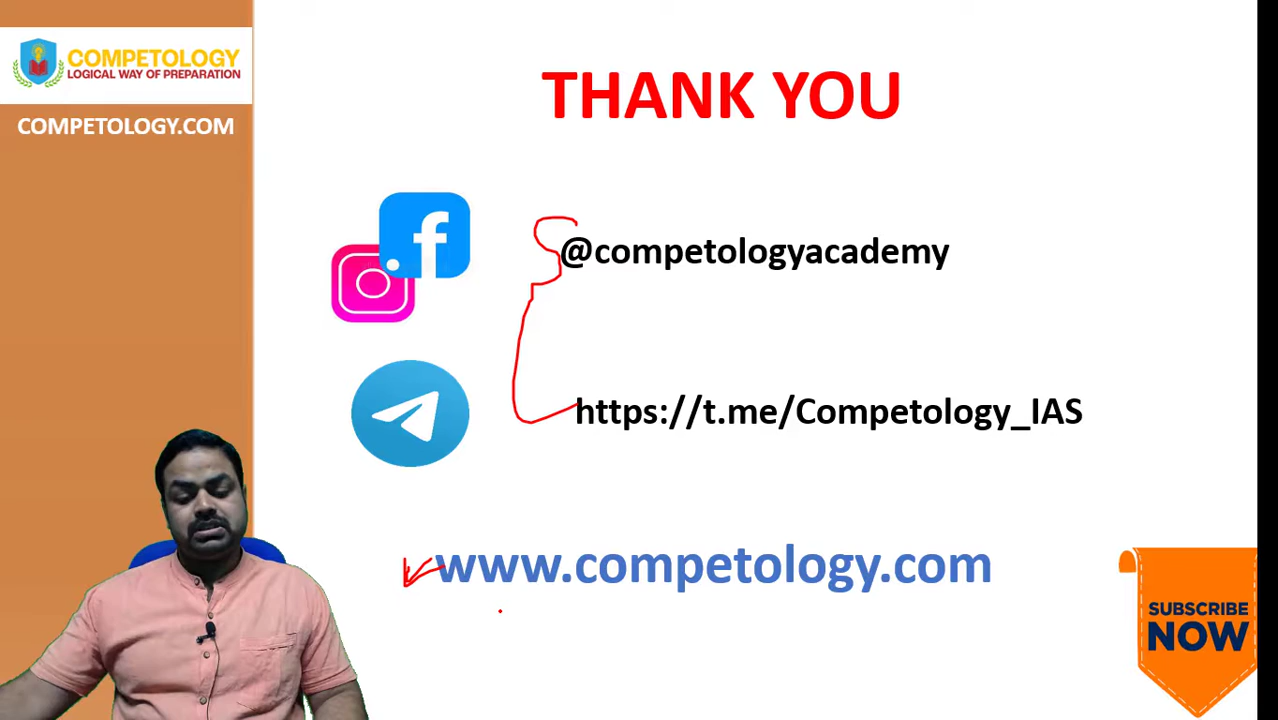 COMPETOLOGY
LOGICAL WAY OF PREPARATION
COMPETOLOGY.COM
THANK YOU
@competologyacademy
https://t.me/Competology_IAS
www.competology.com
SUBSCRIBE
NOW